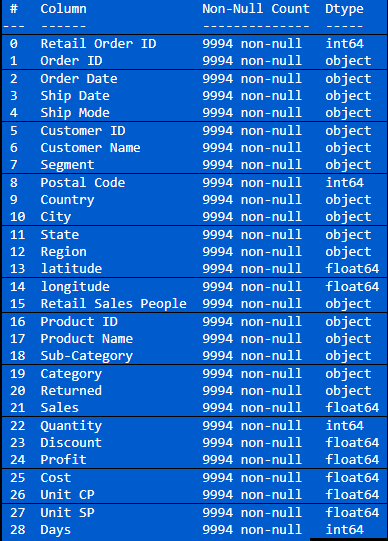 #   Column               Non-Null Count  Dtype
---  ------               --------------  -----
0   Retail Order ID      9994 non-null   int64
1   Order ID             9994 non-null   object
2   Order Date           9994 non-null   object
3   Ship Date            9994 non-null   object
4   Ship Mode            9994 non-null   object
5   Customer ID          9994 non-null   object
6   Customer Name        9994 non-null   object
7   Segment              9994 non-null   object
8   Postal Code          9994 non-null   int64
9   Country              9994 non-null   object
10  City                 9994 non-null   object
11  State                9994 non-null   object
12  Region               9994 non-null   object
13  latitude             9994 non-null   float64
14  longitude            9994 non-null   float64
15  Retail Sales People  9994 non-null   object
16  Product ID           9994 non-null   object
17  Product Name         9994 non-null   object
18  Sub-Category         9994 non-null   object
19  Category             9994 non-null   object
20  Returned             9994 non-null   object
21  Sales                9994 non-null   float64
22  Quantity             9994 non-null   int64
23  Discount             9994 non-null   float64
24  Profit               9994 non-null   float64
25  Cost                 9994 non-null   float64
26  Unit CP              9994 non-null   float64
27  Unit SP              9994 non-null   float64
28  Days                 9994 non-null   int64